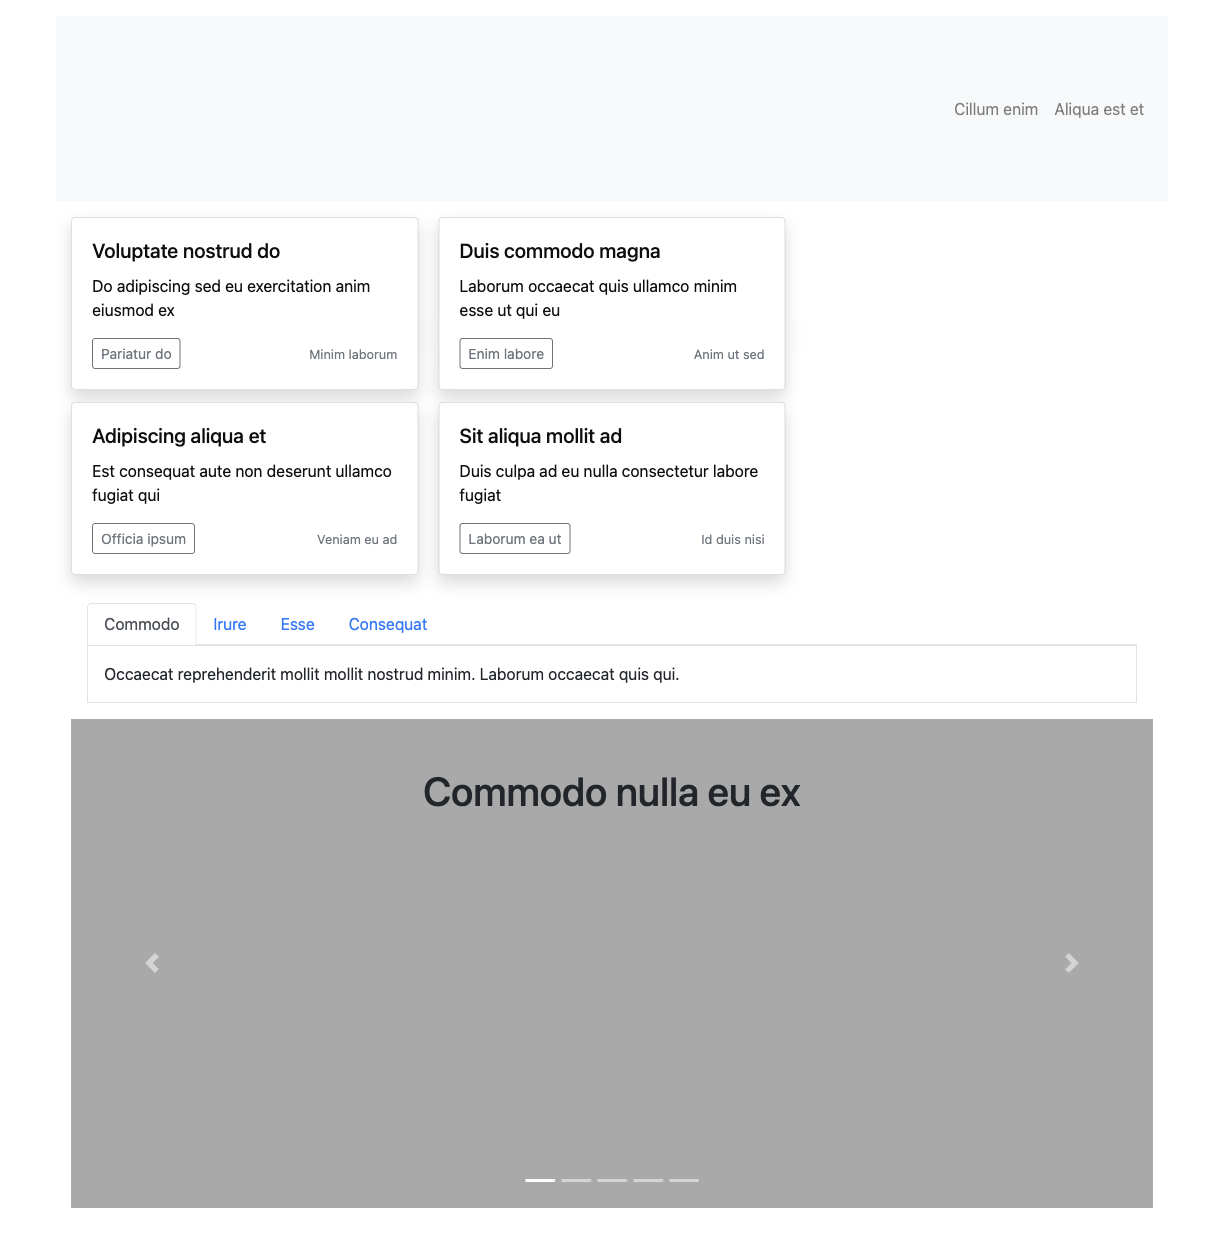 Cillum enim Aliqua est et
Voluptate nostrud do
Do adipiscing sed eu exercitation anim
eiusmod ex
Pariatur do Minim laborum
Duis commodo magna
Laborum occaecat quis ullamco minim
esse ut qui eu
Enim labore Anim ut sed
Adipiscing aliqua et
Est consequat aute non deserunt ullamco
fugiat qui
Officia ipsum Veniam eu ad
Sit aliqua mollit ad
Duis culpa ad eu nulla consectetur labore
fugiat
Laborum ea ut Id duis nisi
Commodo Irure Esse Consequat
Occaecat reprehenderit mollit mollit nostrud minim. Laborum occaecat quis qui.
Commodo nulla eu ex